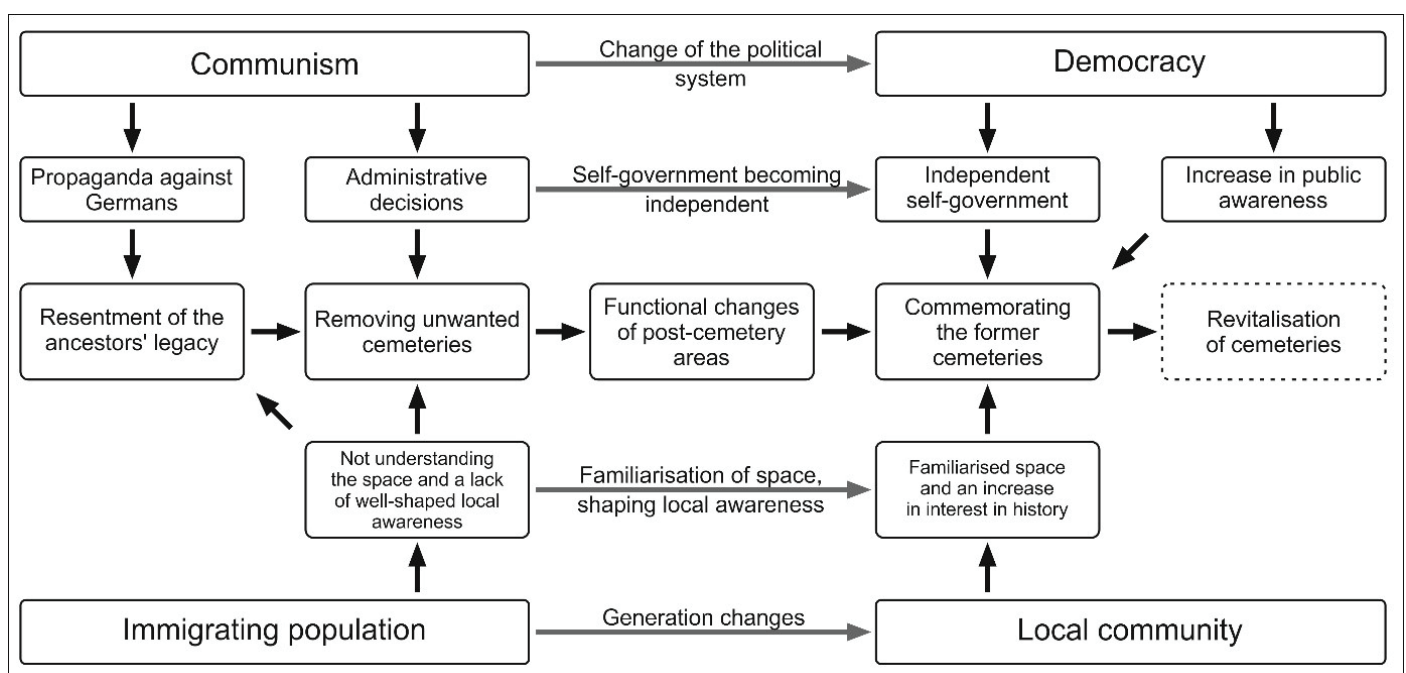 Communism
Change of the political
system
Democracy
Propaganda against
Germans
Administrative
decisions
Self-government becoming
independent
Independent
self-government
Increase in public
awareness
Resentment of the
ancestors' legacy
Removing unwanted
cemeteries
Functional changes
of post-cemetery
areas
Commemorating
the former
cemeteries
Revitalisation
of cemeteries
Not understanding
the space and a lack
of well-shaped local
awareness
Familiarisation of space,
shaping local awareness
Familiarised space
and an increase
in interest in history
Immigrating population
Generation changes
Local community